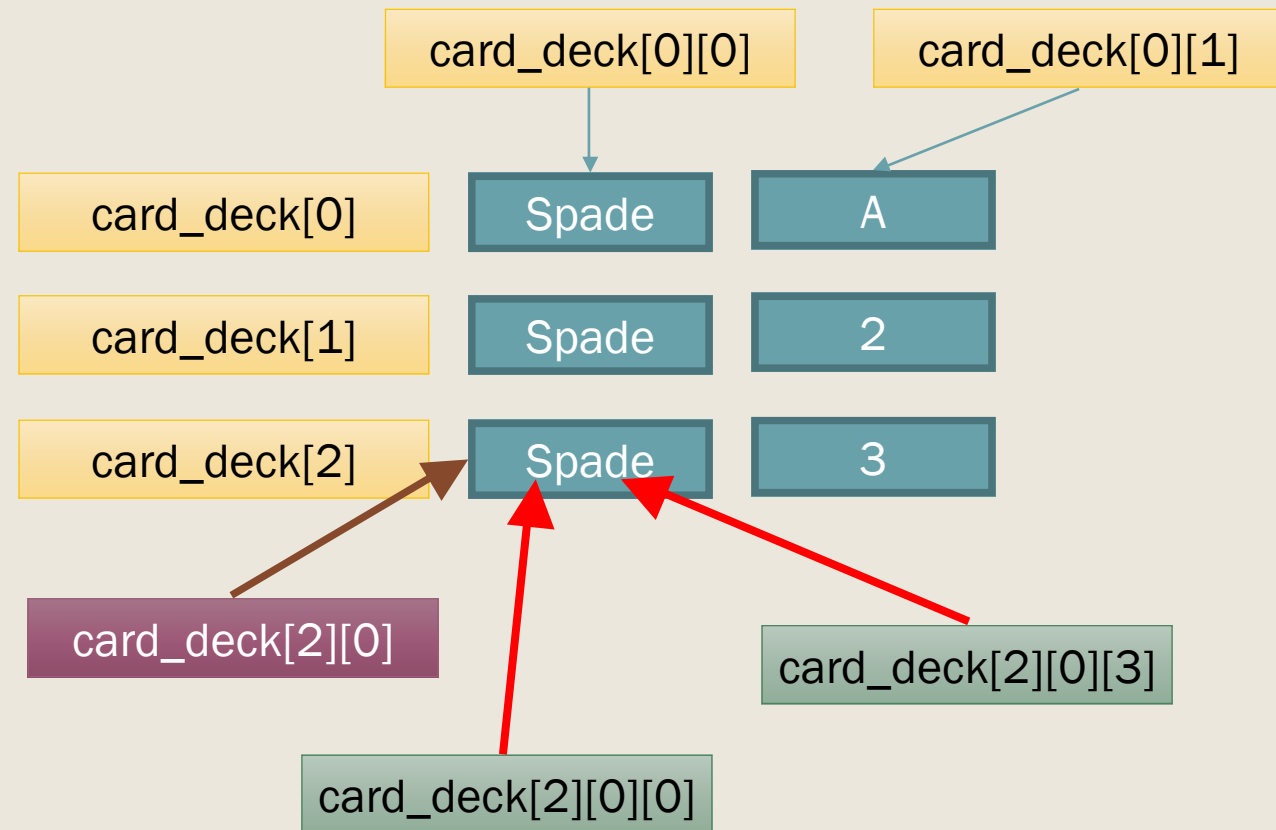 card_deck[0][0]
card_deck[0][1]
card_deck[0]
Spade
A
card_deck[1]
Spade
2
card_deck[2]
Spade
3
card_deck[2][0]
card_deck[2][0][3]
card_deck[2][0][0]